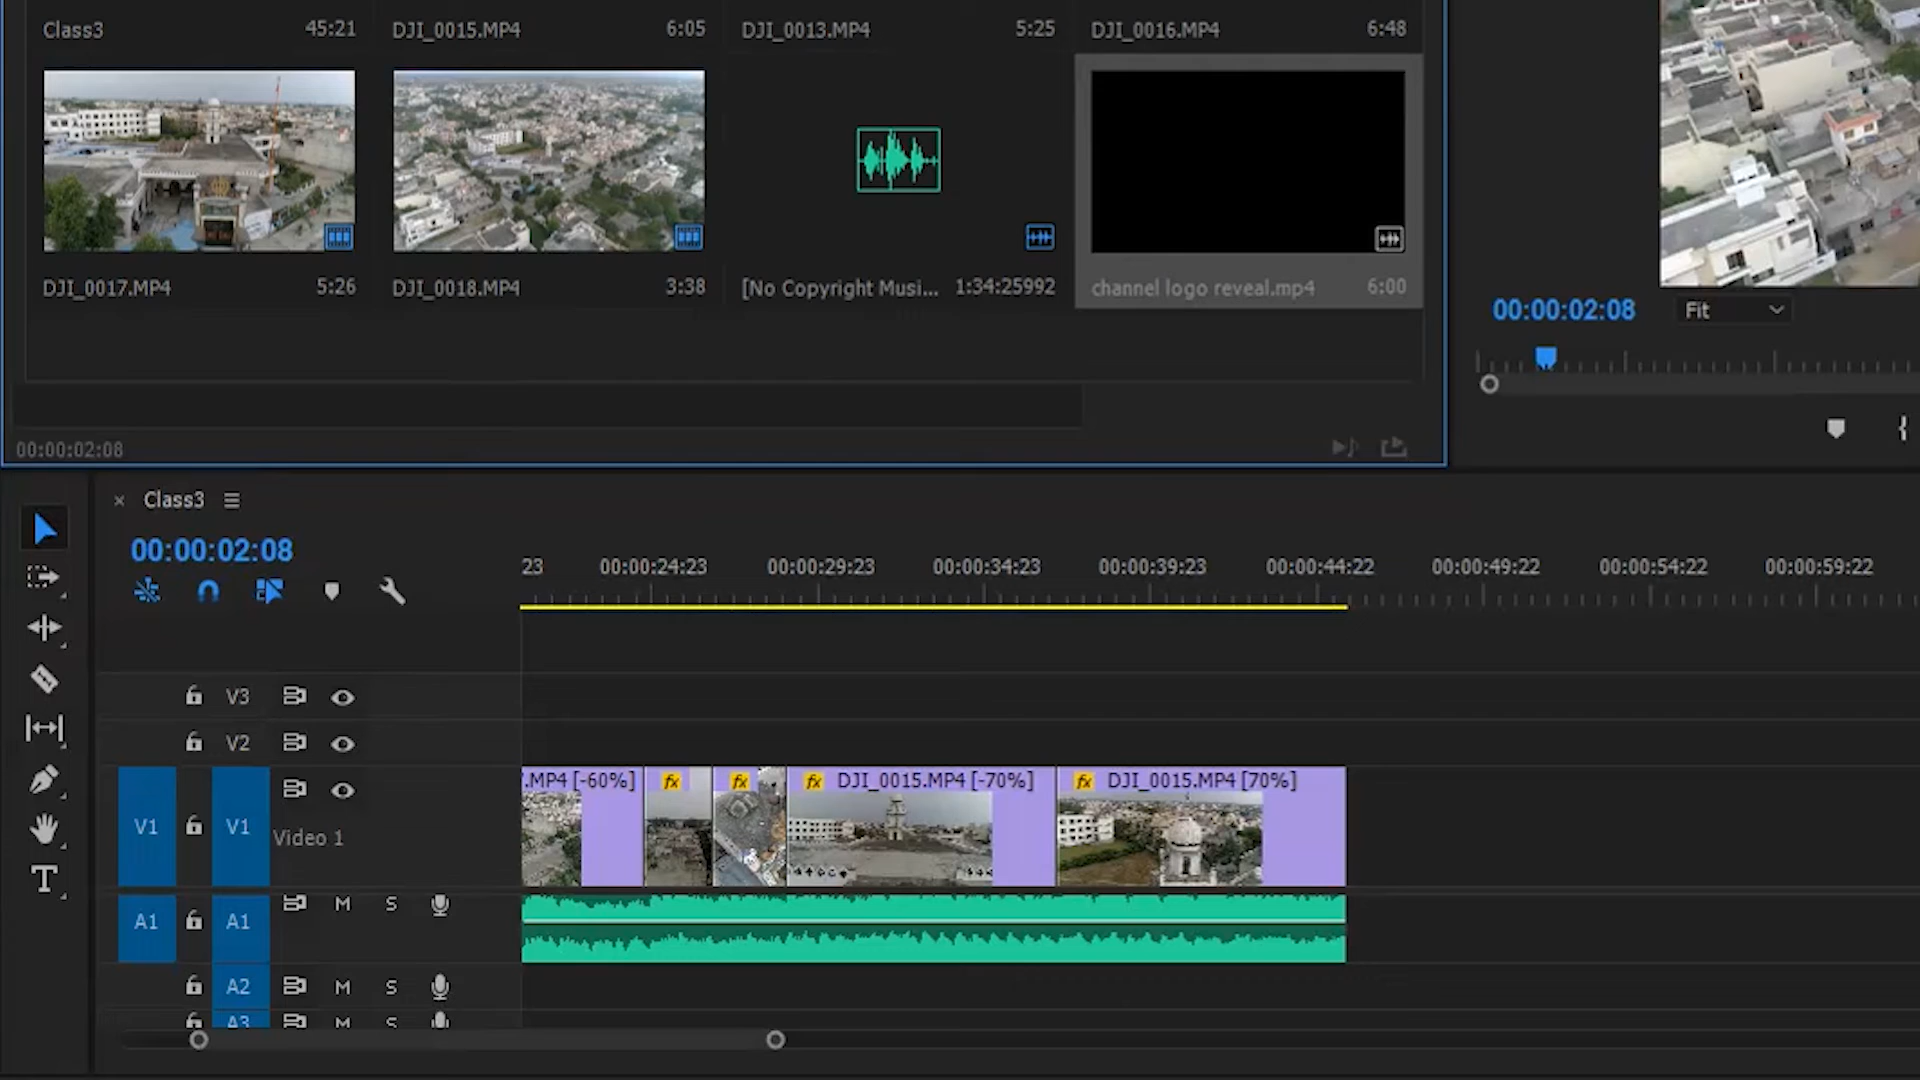 Class3 45:21 DJI_0015.MP4 6:05 DJI_0013.MP4 5:25 DJI_0016.MP4 6:48
DJI_0017.MP4 5:26 DJI_0018.MP4 3:38 [No Copyright Musi... 1:34:25992 channel logo reveal.mp4 6:00
00:00:02:08 Fit
00:00:02:08
Class3
00:00:02:08
23 00:00:24:23 00:00:29:23 00:00:34:23 00:00:39:23 00:00:44:22 00:00:49:22 00:00:54:22 00:00:59:22
V3
V2
.MP4 [-60%] fx fx fx DJI_0015.MP4 [-70%] fx DJI_0015.MP4 [70%]
V1 V1 Video 1
A1 A1 M S
A2 M S
A3 M S
T